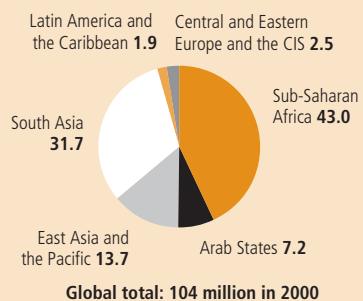 Latin America and
the Caribbean 1.9
Central and Eastern
Europe and the CIS 2.5
Sub-Saharan
Africa 43.0
South Asia
31.7
East Asia and
the Pacific 13.7
Arab States 7.2
Global total: 104 million in 2000